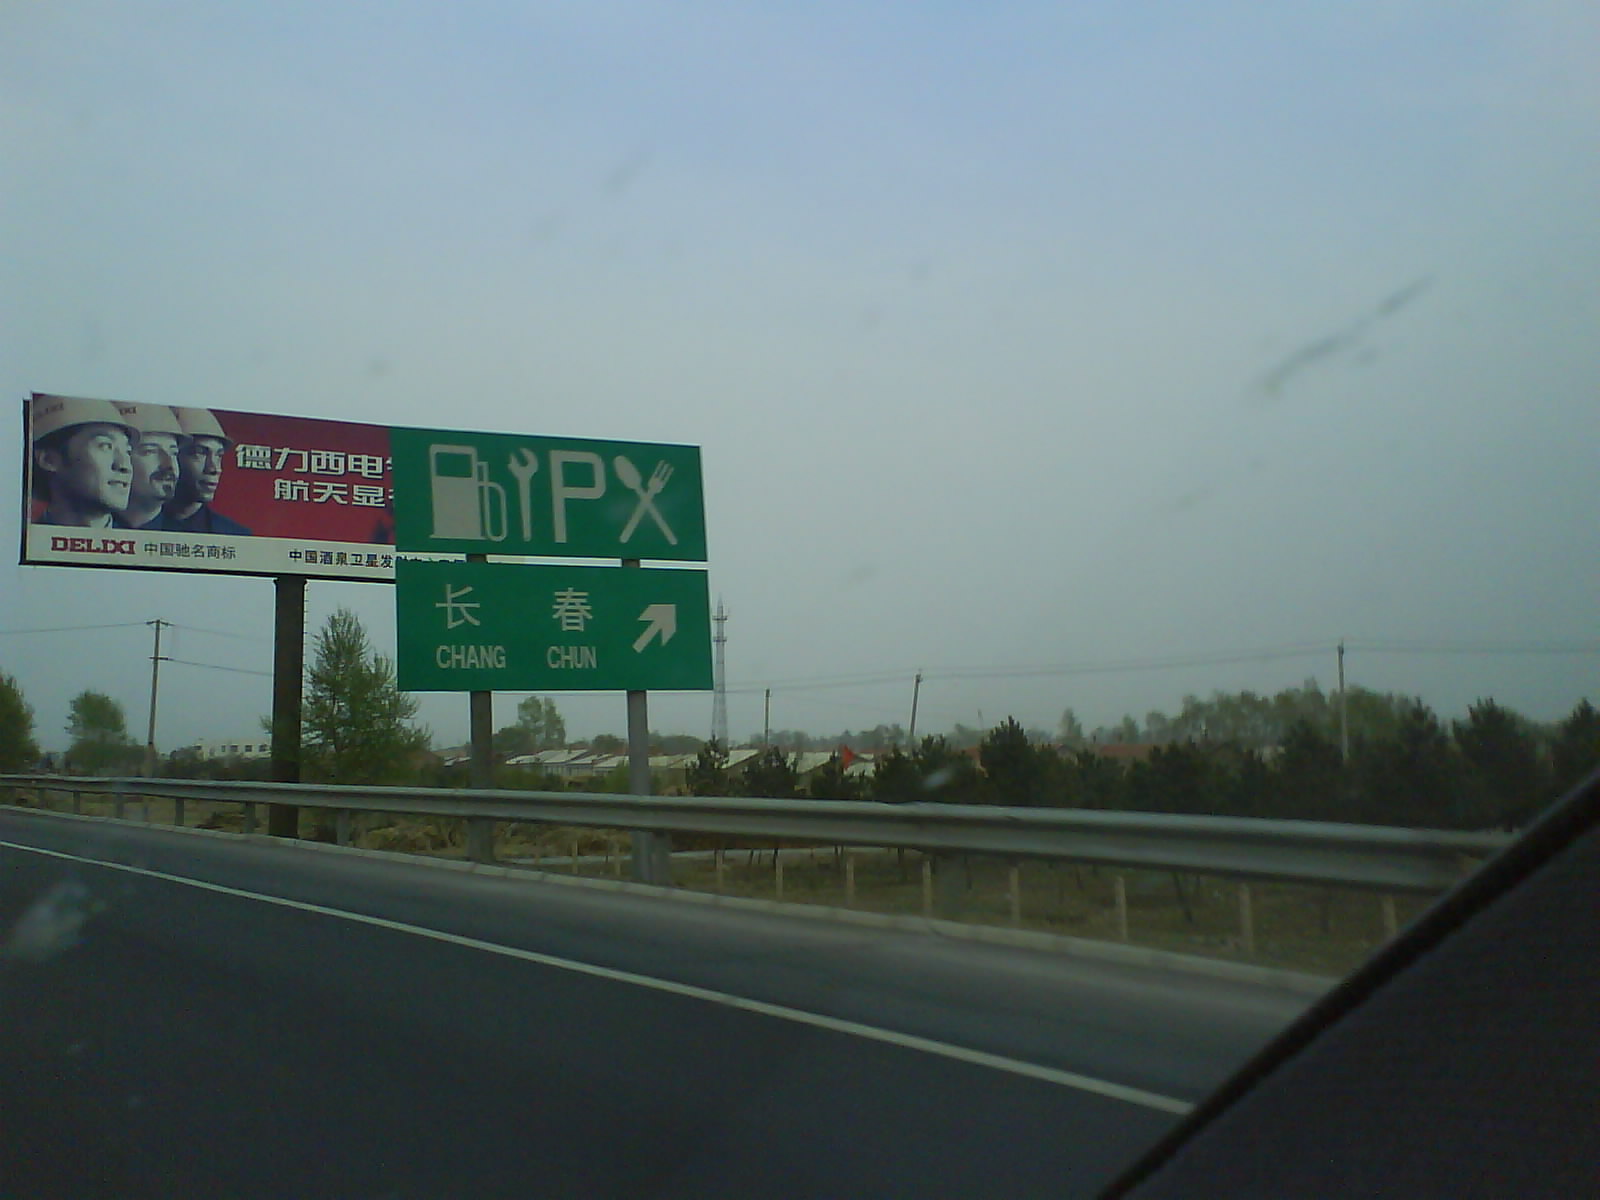 德力西电
航天显
DELIXI 中国驰名商标
中国酒泉卫星发
P
长 春
CHANG CHUN